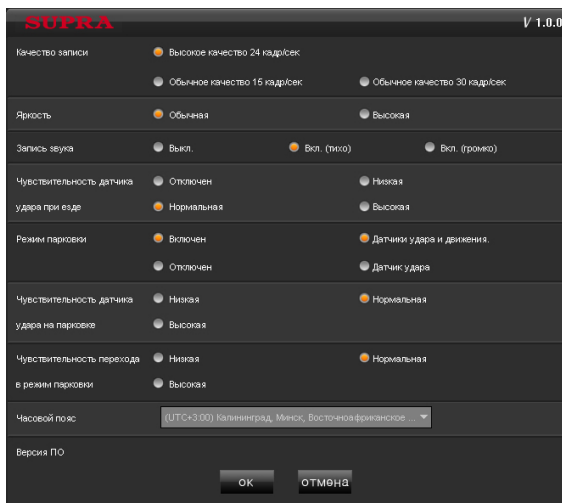 SUPRA V 1.0.0
Качество записи Высокое качество 24 кадр/сек
Обычное качество 15 кадр/сек Обычное качество 30 кадр/сек
Яркость Обычная Высокая
Запись звука Выкл. Вкл. (тихо) Вкл. (громко)
Чувствительность датчика Отключен Низкая
удара при езде Нормальная Высокая
Режим парковки Включен Датчики удара и движения.
Отключен Датчик удара
Чувствительность датчика Низкая Нормальная
удара на парковке Высокая
Чувствительность перехода Низкая Нормальная
в режим парковки Высокая
Часовой пояс (UTC+3:00) Калининград, Минск, Восточноафриканское ...
Версия ПО
ок отмена